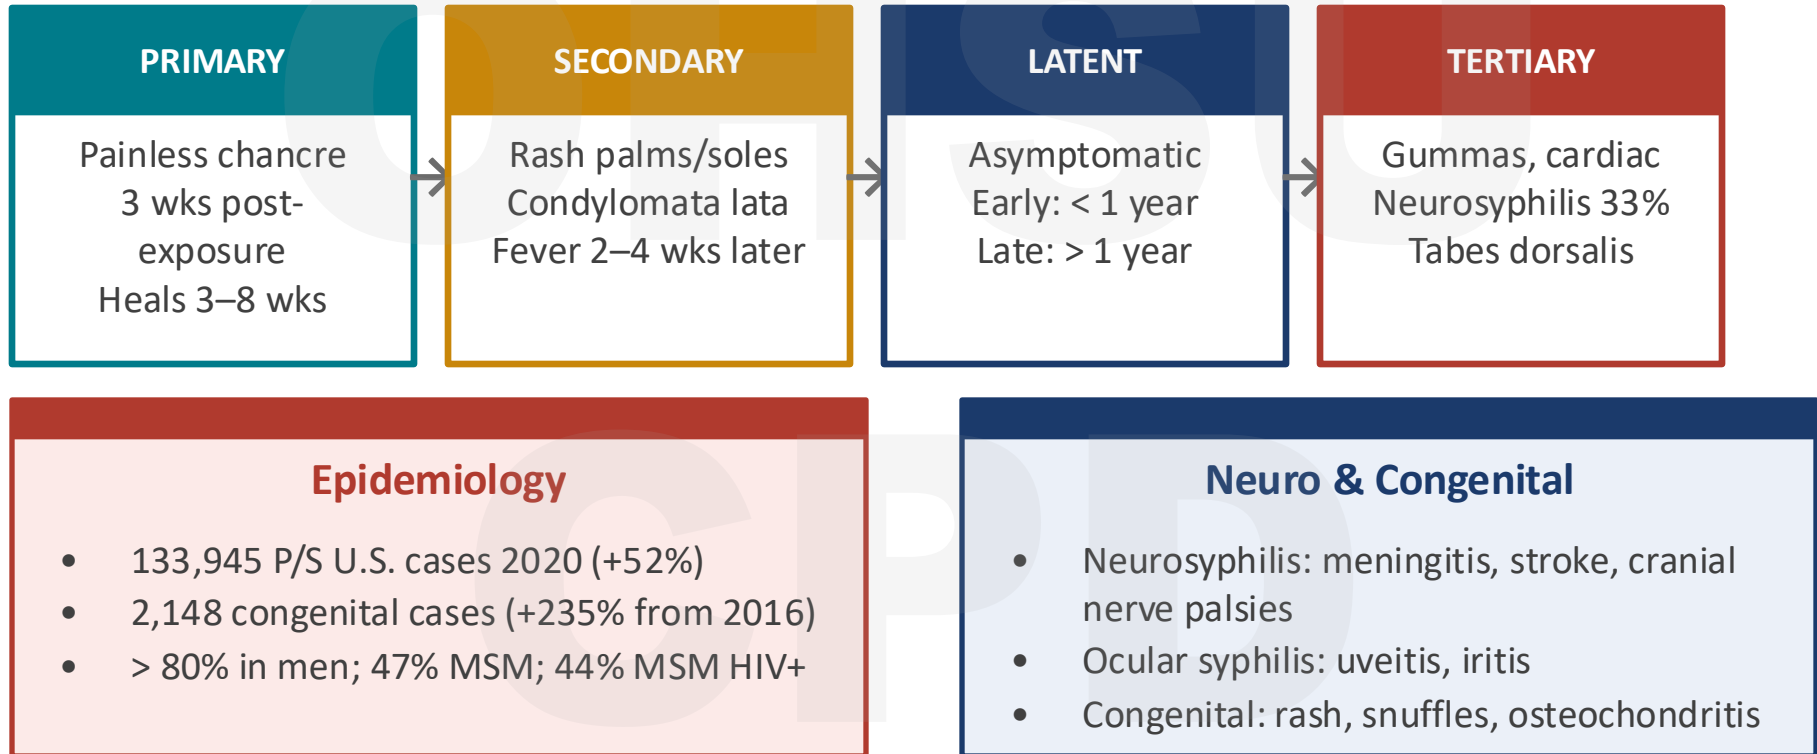 PRIMARY
Painless chancre
3 wks post-
exposure
Heals 3–8 wks
SECONDARY
Rash palms/soles
Condylomata lata
Fever 2–4 wks later
LATENT
Asymptomatic
Early: < 1 year
Late: > 1 year
TERTIARY
Gummas, cardiac
Neurosyphilis 33%
Tabes dorsalis
Epidemiology
• 133,945 P/S U.S. cases 2020 (+52%)
• 2,148 congenital cases (+235% from 2016)
• > 80% in men; 47% MSM; 44% MSM HIV+
Neuro & Congenital
• Neurosyphilis: meningitis, stroke, cranial
nerve palsies
• Ocular syphilis: uveitis, iritis
• Congenital: rash, snuffles, osteochondritis
OHSU
CPD